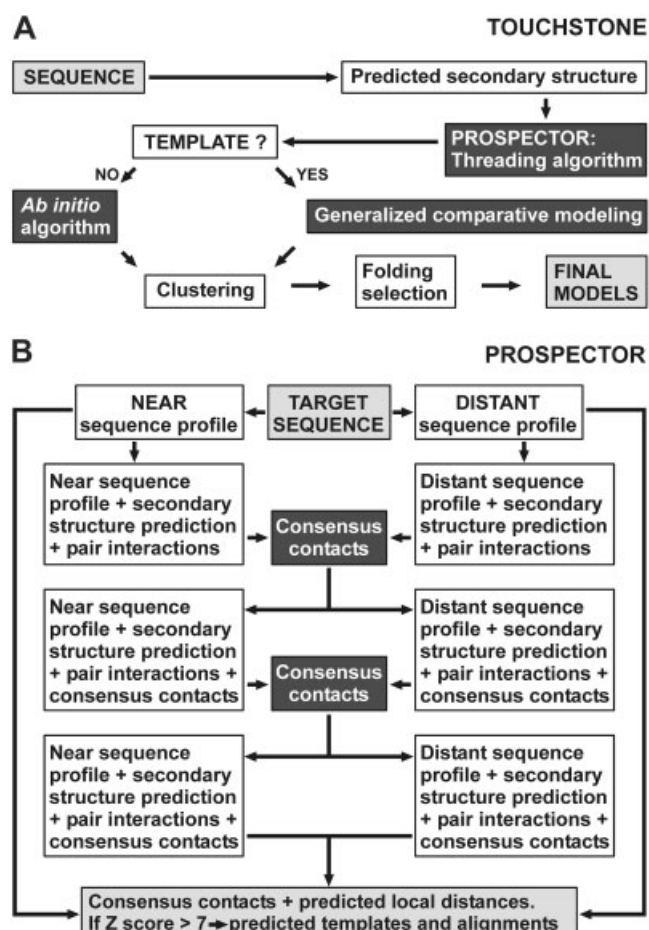 A
TOUCHSTONE
SEQUENCE
Predicted secondary structure
TEMPLATE ?
PROSPECTOR:
Threading algorithm
NO
YES
Ab initio
algorithm
Generalized comparative modeling
Clustering
Folding
selection
FINAL
MODELS
B
PROSPECTOR
NEAR
sequence profile
TARGET
SEQUENCE
DISTANT
sequence profile
Near sequence
profile + secondary
structure prediction
+ pair interactions
Consensus
contacts
Distant sequence
profile + secondary
structure prediction
+ pair interactions
Near sequence
profile + secondary
structure prediction
+ pair interactions +
consensus contacts
Consensus
contacts
Distant sequence
profile + secondary
structure prediction
+ pair interactions +
consensus contacts
Near sequence
profile + secondary
structure prediction
+ pair interactions +
consensus contacts
Distant sequence
profile + secondary
structure prediction
+ pair interactions +
consensus contacts
Consensus contacts + predicted local distances.
If Z score > 7➔predicted templates and alignments